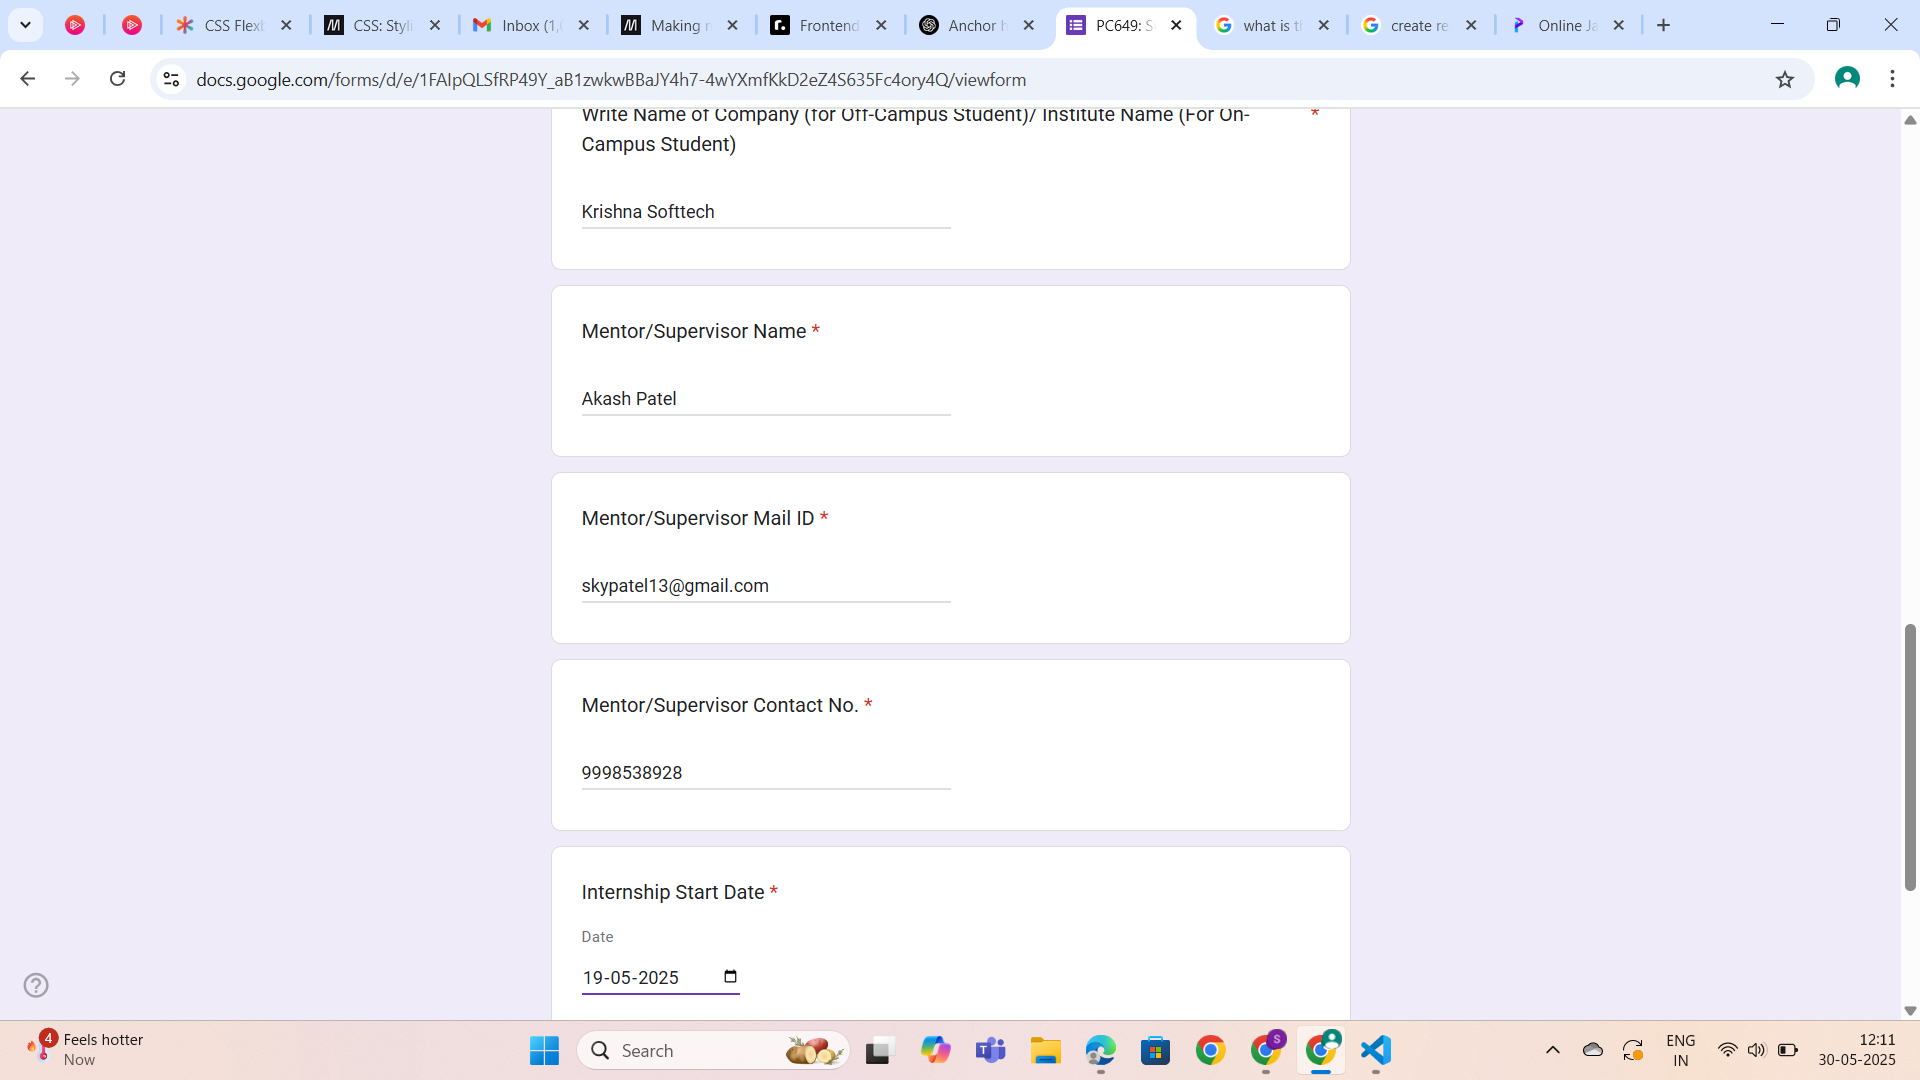 CSS Flexb
CSS: Styli
Inbox (1,
Making r
Frontend
Anchor h
PC649: S
what is th
create re
Online Ja
docs.google.com/forms/d/e/1FAIpQLSfRP49Y_aB1zwkwBBaJY4h7-4wYXmfKkD2eZ4S635Fc4ory4Q/viewform
Write Name of Company (for Off-Campus Student)/ Institute Name (For On- *
Campus Student)
Krishna Softtech
Mentor/Supervisor Name *
Akash Patel
Mentor/Supervisor Mail ID *
skypatel13@gmail.com
Mentor/Supervisor Contact No. *
9998538928
Internship Start Date *
Date
19-05-2025
4
Feels hotter
Now
Search
S
ENG
IN
12:11
30-05-2025